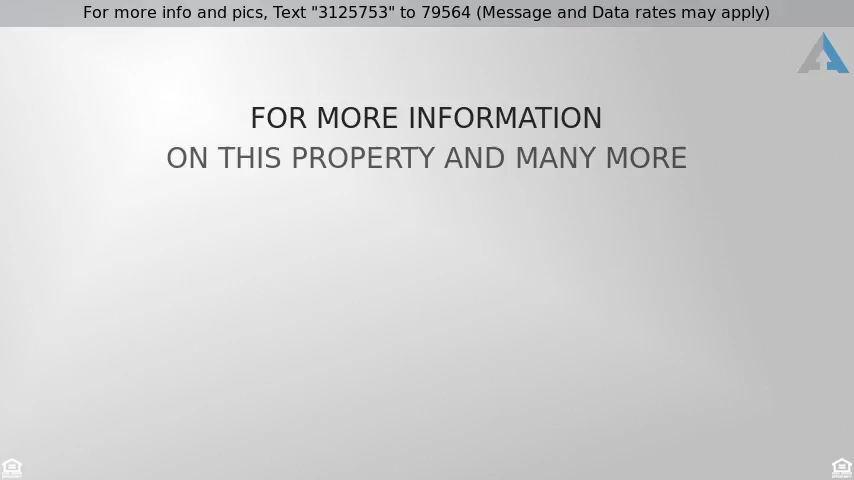 For more info and pics, Text "3125753" to 79564 (Message and Data rates may apply)
FOR MORE INFORMATION
ON THIS PROPERTY AND MANY MORE